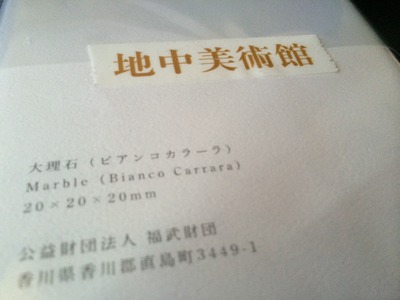 地中美術館
大理石（ビアンコカラーラ）
Marble (Bianco Carrara)
20×20×20mm
公益財団法人 福武財団
香川県香川郡直島町3449-1